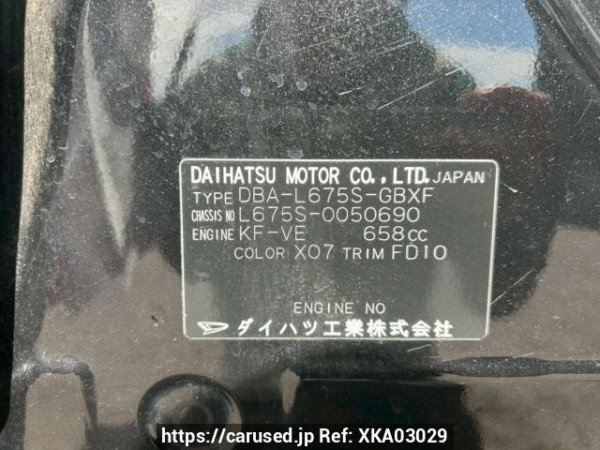 DAIHATSU MOTOR CO., LTD. JAPAN
TYPE DBA-L675S-GBXF
CHASSIS NO L675S-0050690
ENGINE KF-VE 658CC
COLOR X07 TRIM FD10
ENGINE NO
ダイハツ工業株式会社
https://carused.jp Ref: XKA03029